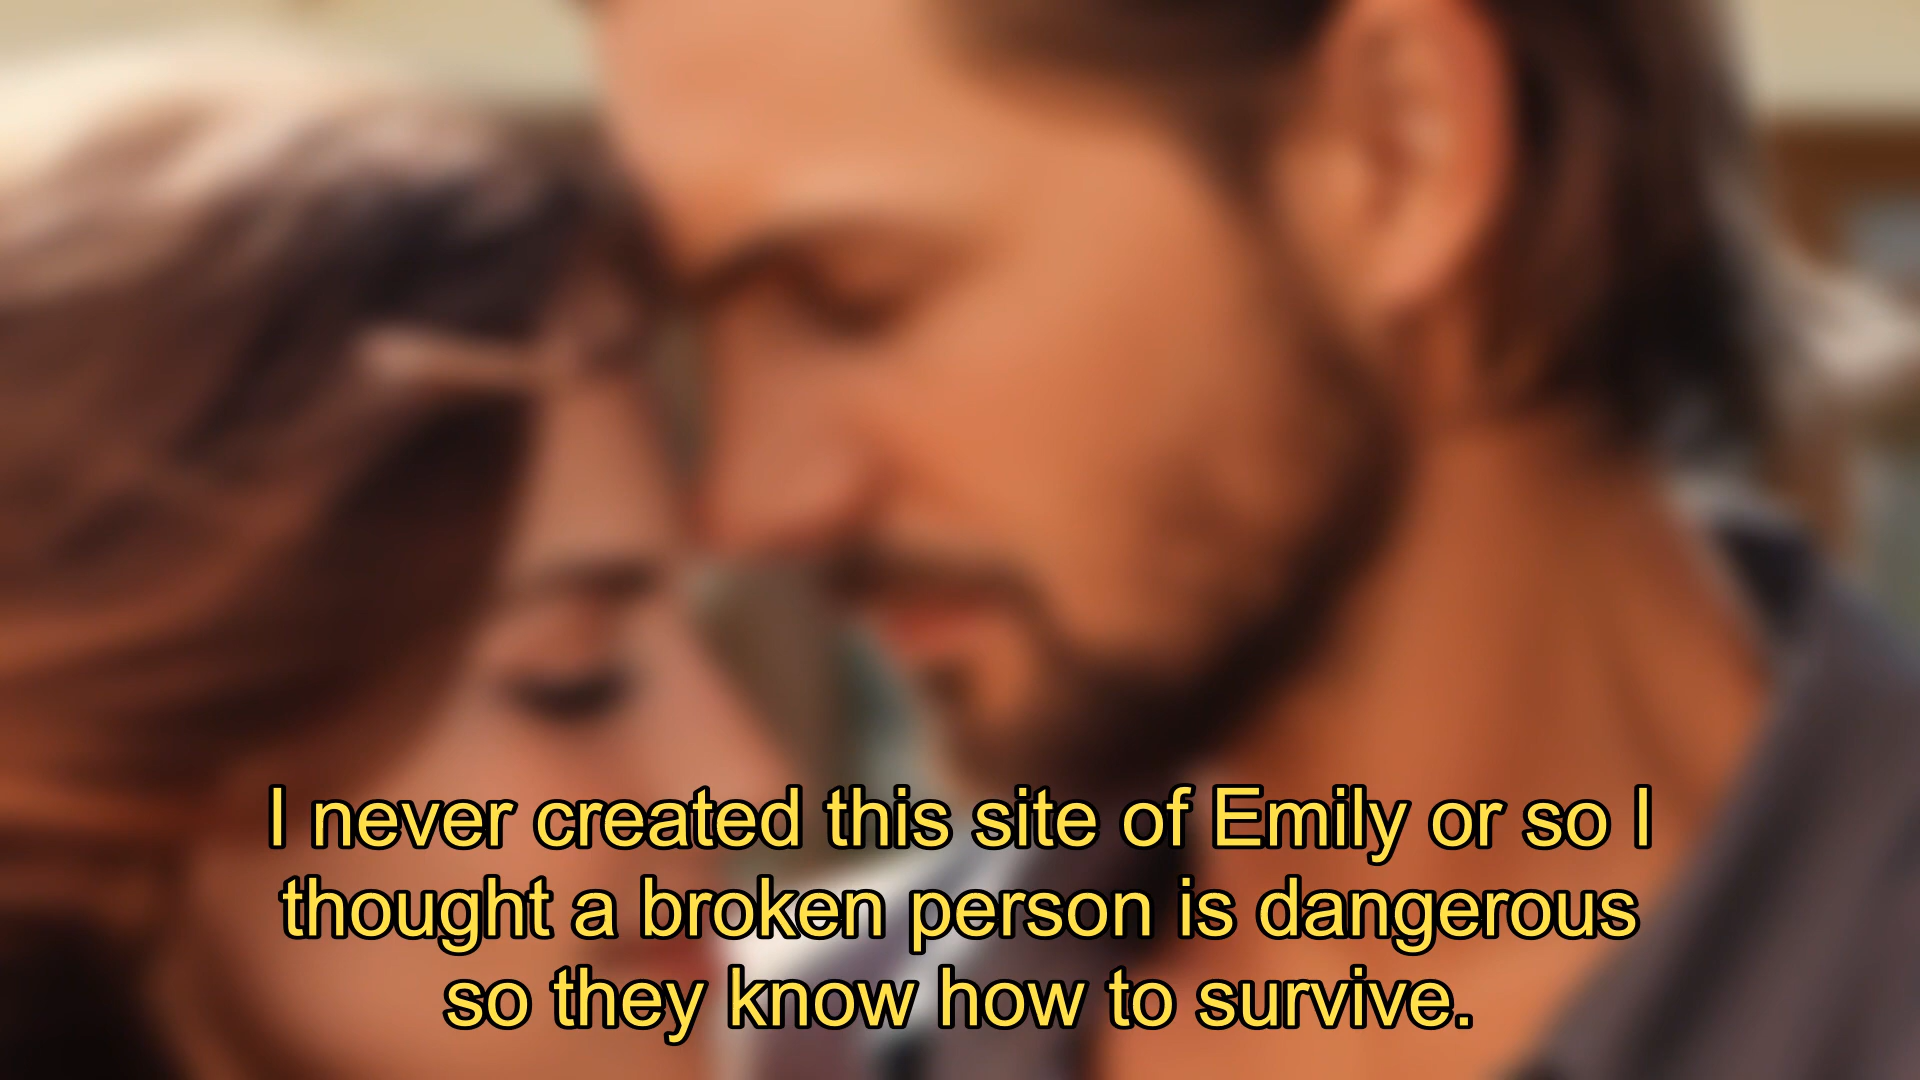 I never created this site of Emily or so I
thought a broken person is dangerous
so they know how to survive.